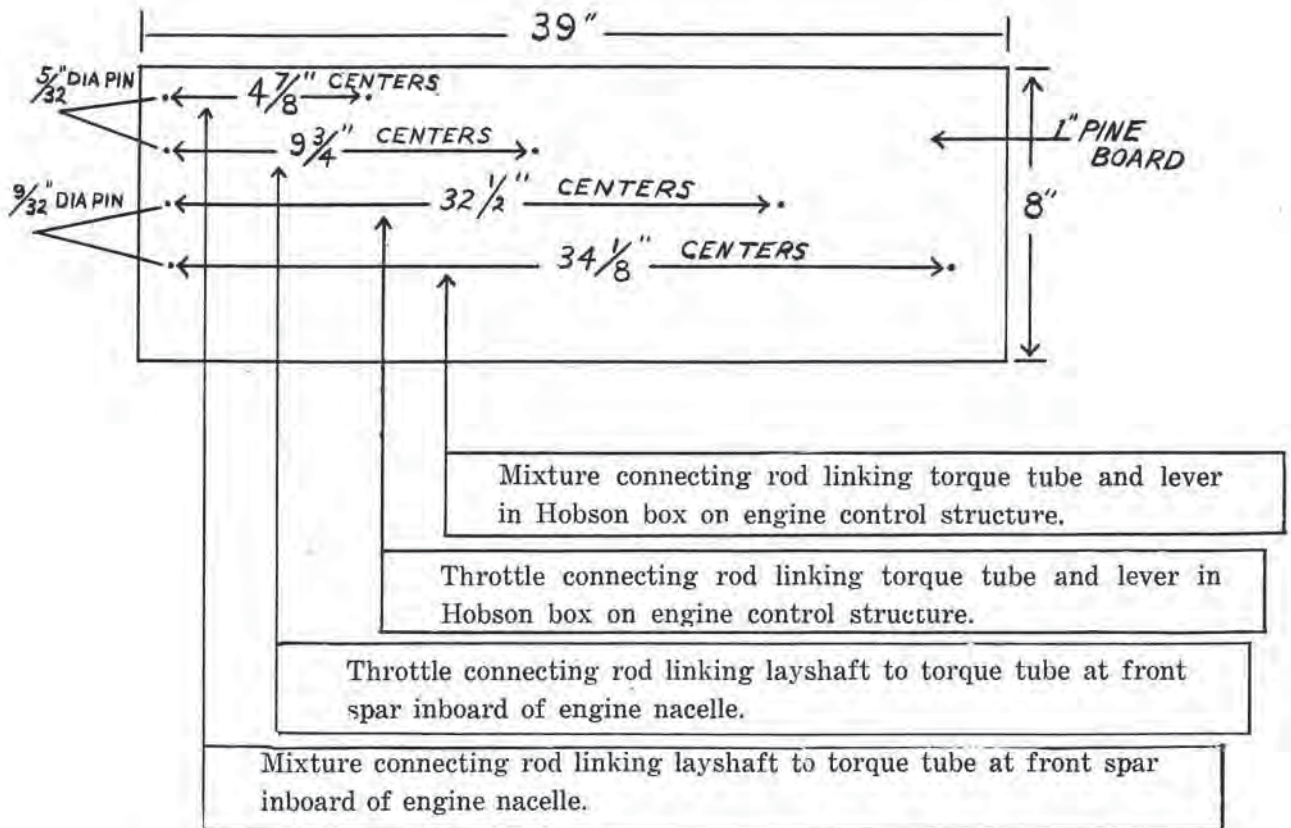 39"
5/32" DIA PIN
4 7/8" CENTERS
9 3/4" CENTERS
1" PINE
BOARD
9/32" DIA PIN
32 1/2" CENTERS
8"
34 1/8" CENTERS
Mixture connecting rod linking torque tube and lever
in Hobson box on engine control structure.
Throttle connecting rod linking torque tube and lever in
Hobson box on engine control structure.
Throttle connecting rod linking layshaft to torque tube at front
spar inboard of engine nacelle.
Mixture connecting rod linking layshaft to torque tube at front spar
inboard of engine nacelle.